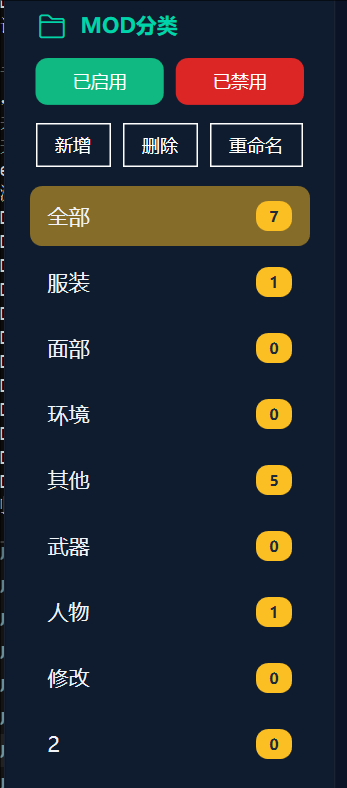 MOD分类
已启用 已禁用
新增 删除 重命名
全部 7
服装 1
面部 0
环境 0
其他 5
武器 0
人物 1
修改 0
2 0